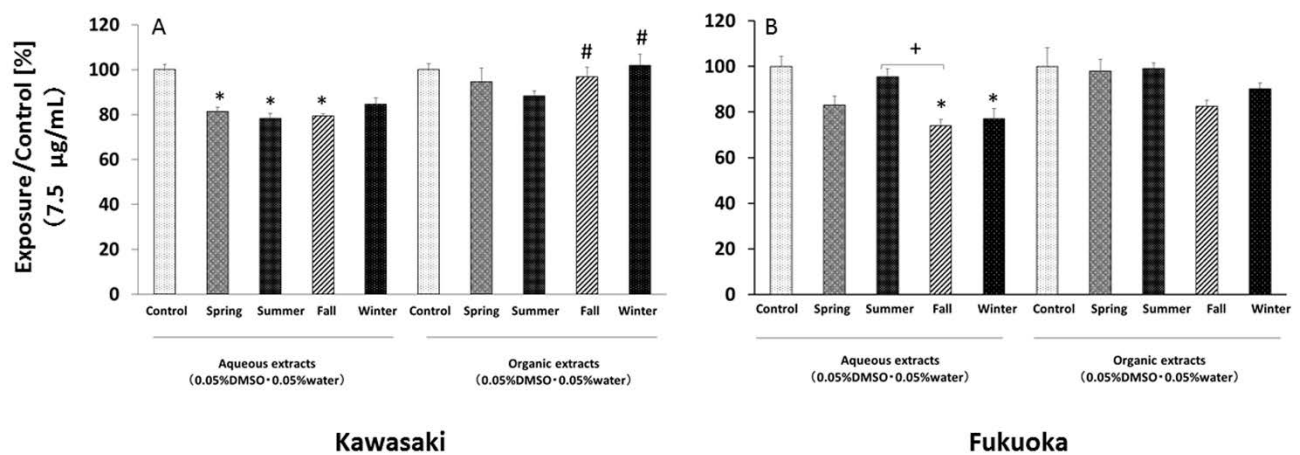 Exposure/Control [%]
(7.5 μg/mL)
A
120
100
80
60
40
20
0
*
*
*
#
#
Control Spring Summer Fall Winter Control Spring Summer Fall Winter
Aqueous extracts
(0.05%DMSO・0.05%water)
Organic extracts
(0.05%DMSO・0.05%water)
Kawasaki
B
120
100
80
60
40
20
0
+
*
*
Control Spring Summer Fall Winter Control Spring Summer Fall Winter
Aqueous extracts
(0.05%DMSO・0.05%water)
Organic extracts
(0.05%DMSO・0.05%water)
Fukuoka